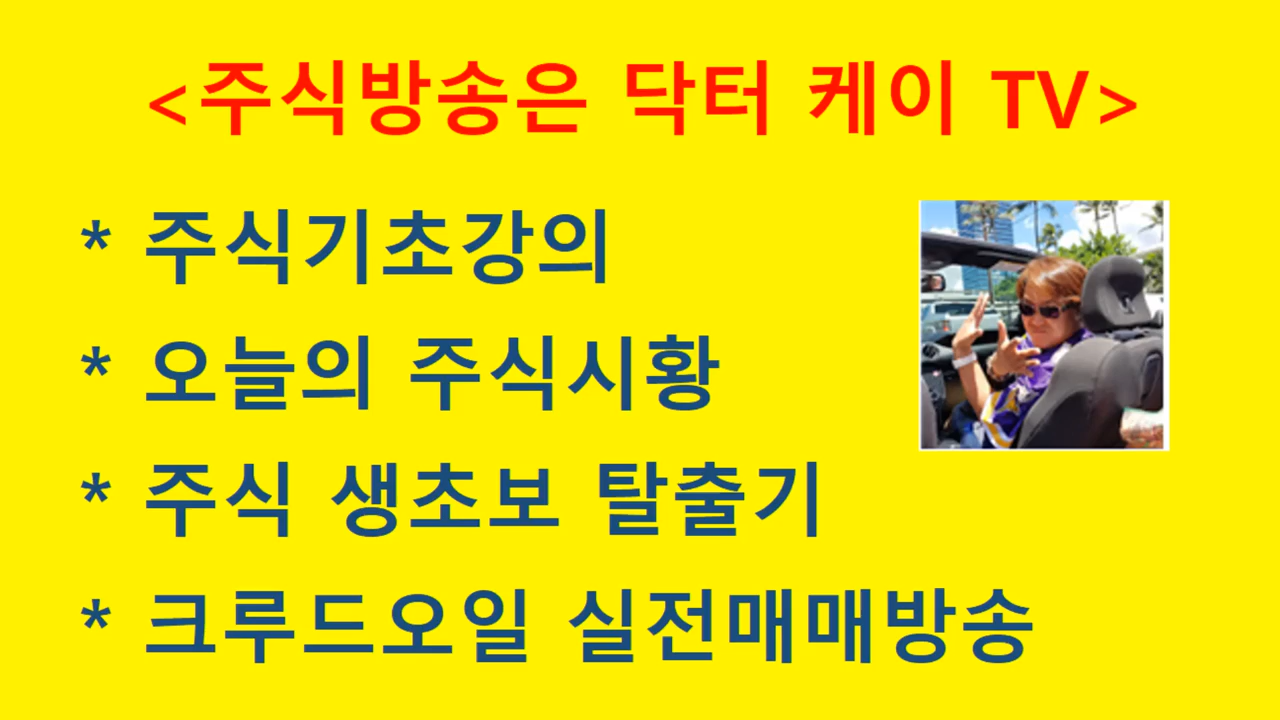 <주식방송은 닥터 케이 TV>
* 주식기초강의
* 오늘의 주식시황
* 주식 생초보 탈출기
* 크루드오일 실전매매방송